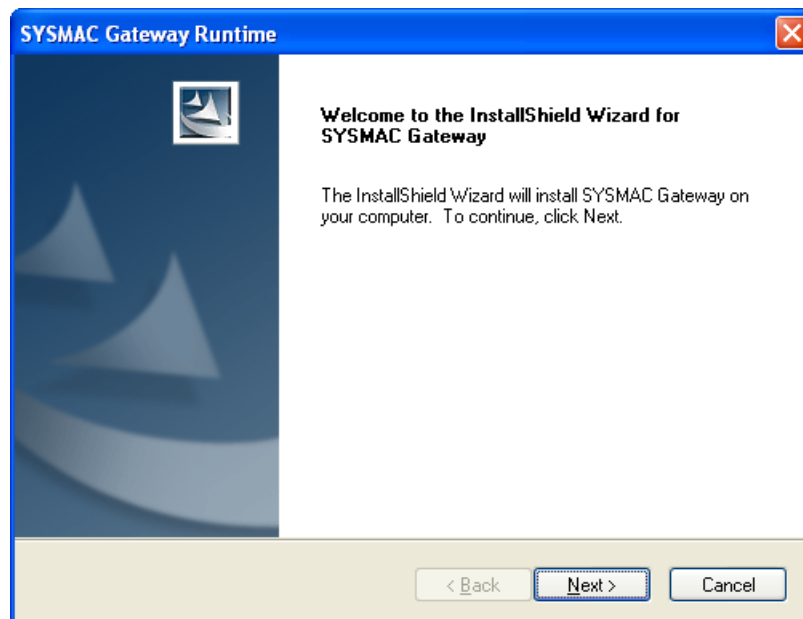 SYSMAC Gateway Runtime
Welcome to the InstallShield Wizard for
SYSMAC Gateway
The InstallShield Wizard will install SYSMAC Gateway on
your computer. To continue, click Next.
< Back
Next >
Cancel